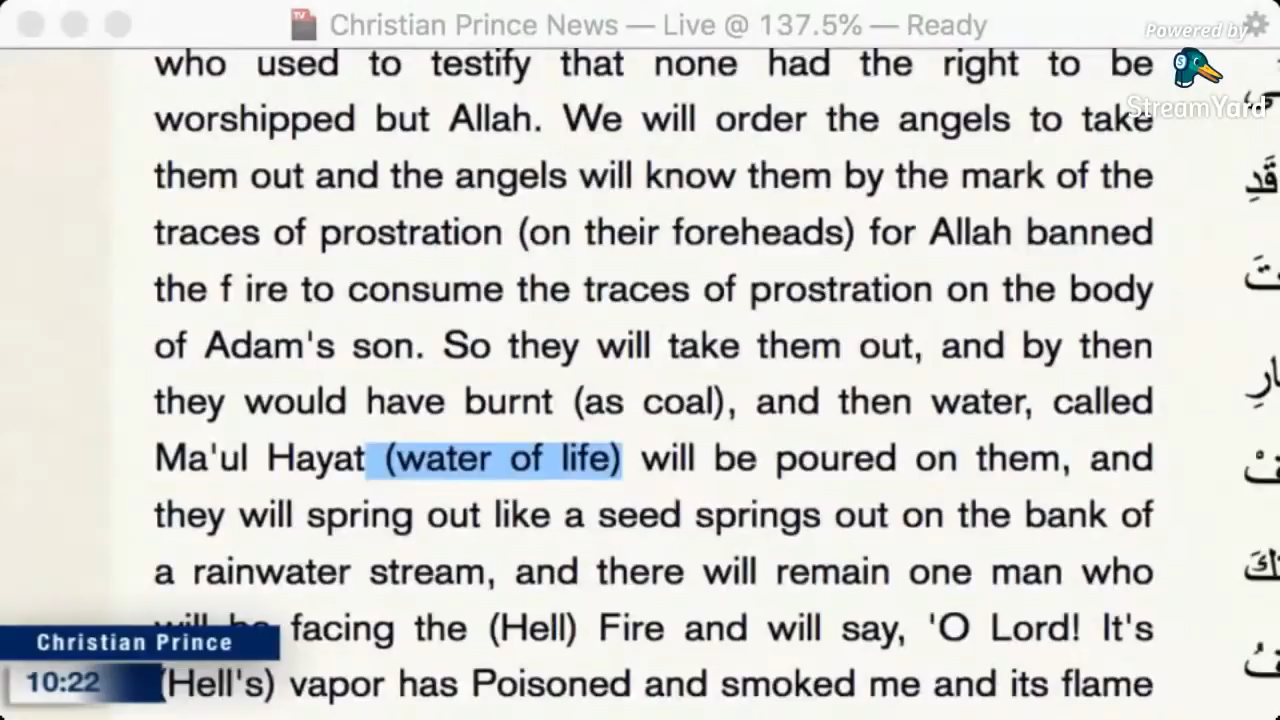 Christian Prince News — Live @ 137.5% — Ready
Powered by
StreamYard
who used to testify that none had the right to be
worshipped but Allah. We will order the angels to take
them out and the angels will know them by the mark of the
traces of prostration (on their foreheads) for Allah banned
the f ire to consume the traces of prostration on the body
of Adam's son. So they will take them out, and by then
they would have burnt (as coal), and then water, called
Ma'ul Hayat (water of life) will be poured on them, and
they will spring out like a seed springs out on the bank of
a rainwater stream, and there will remain one man who
will be facing the (Hell) Fire and will say, 'O Lord! It's
(Hell's) vapor has Poisoned and smoked me and its flame
Christian Prince
10:22